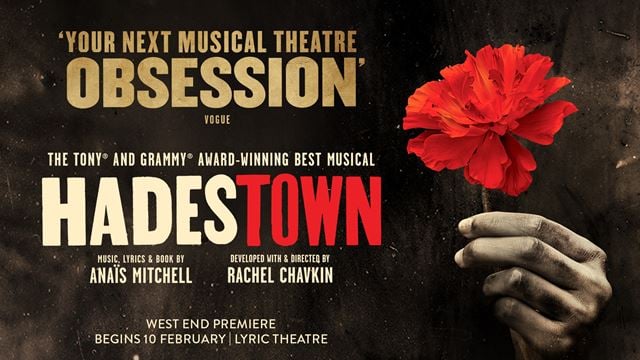 ‘YOUR NEXT MUSICAL THEATRE
OBSESSION’
VOGUE
THE TONY® AND GRAMMY® AWARD-WINNING BEST MUSICAL
HADESTOWN
MUSIC, LYRICS & BOOK BY
ANAÏS MITCHELL
DEVELOPED WITH & DIRECTED BY
RACHEL CHAVKIN
WEST END PREMIERE
BEGINS 10 FEBRUARY | LYRIC THEATRE